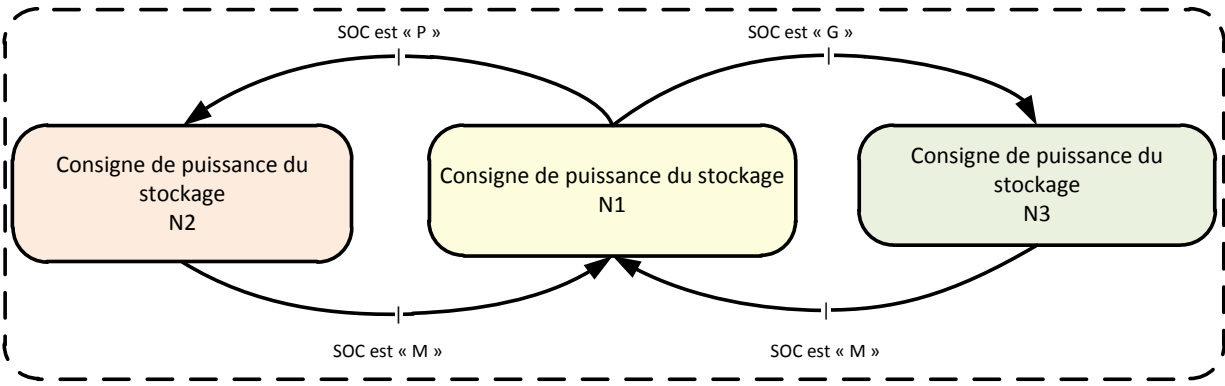 SOC est « P »
SOC est « G »
Consigne de puissance du
stockage
N2
Consigne de puissance du stockage
N1
Consigne de puissance du
stockage
N3
SOC est « M »
SOC est « M »